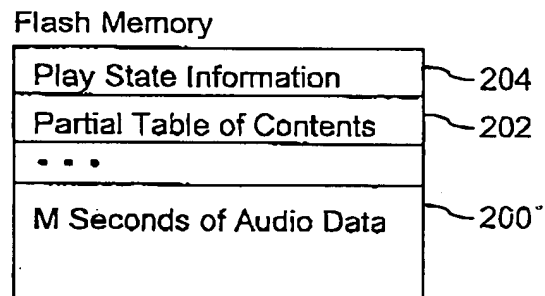 Flash Memory
Play State Information 204
Partial Table of Contents 202
• • •
M Seconds of Audio Data 200